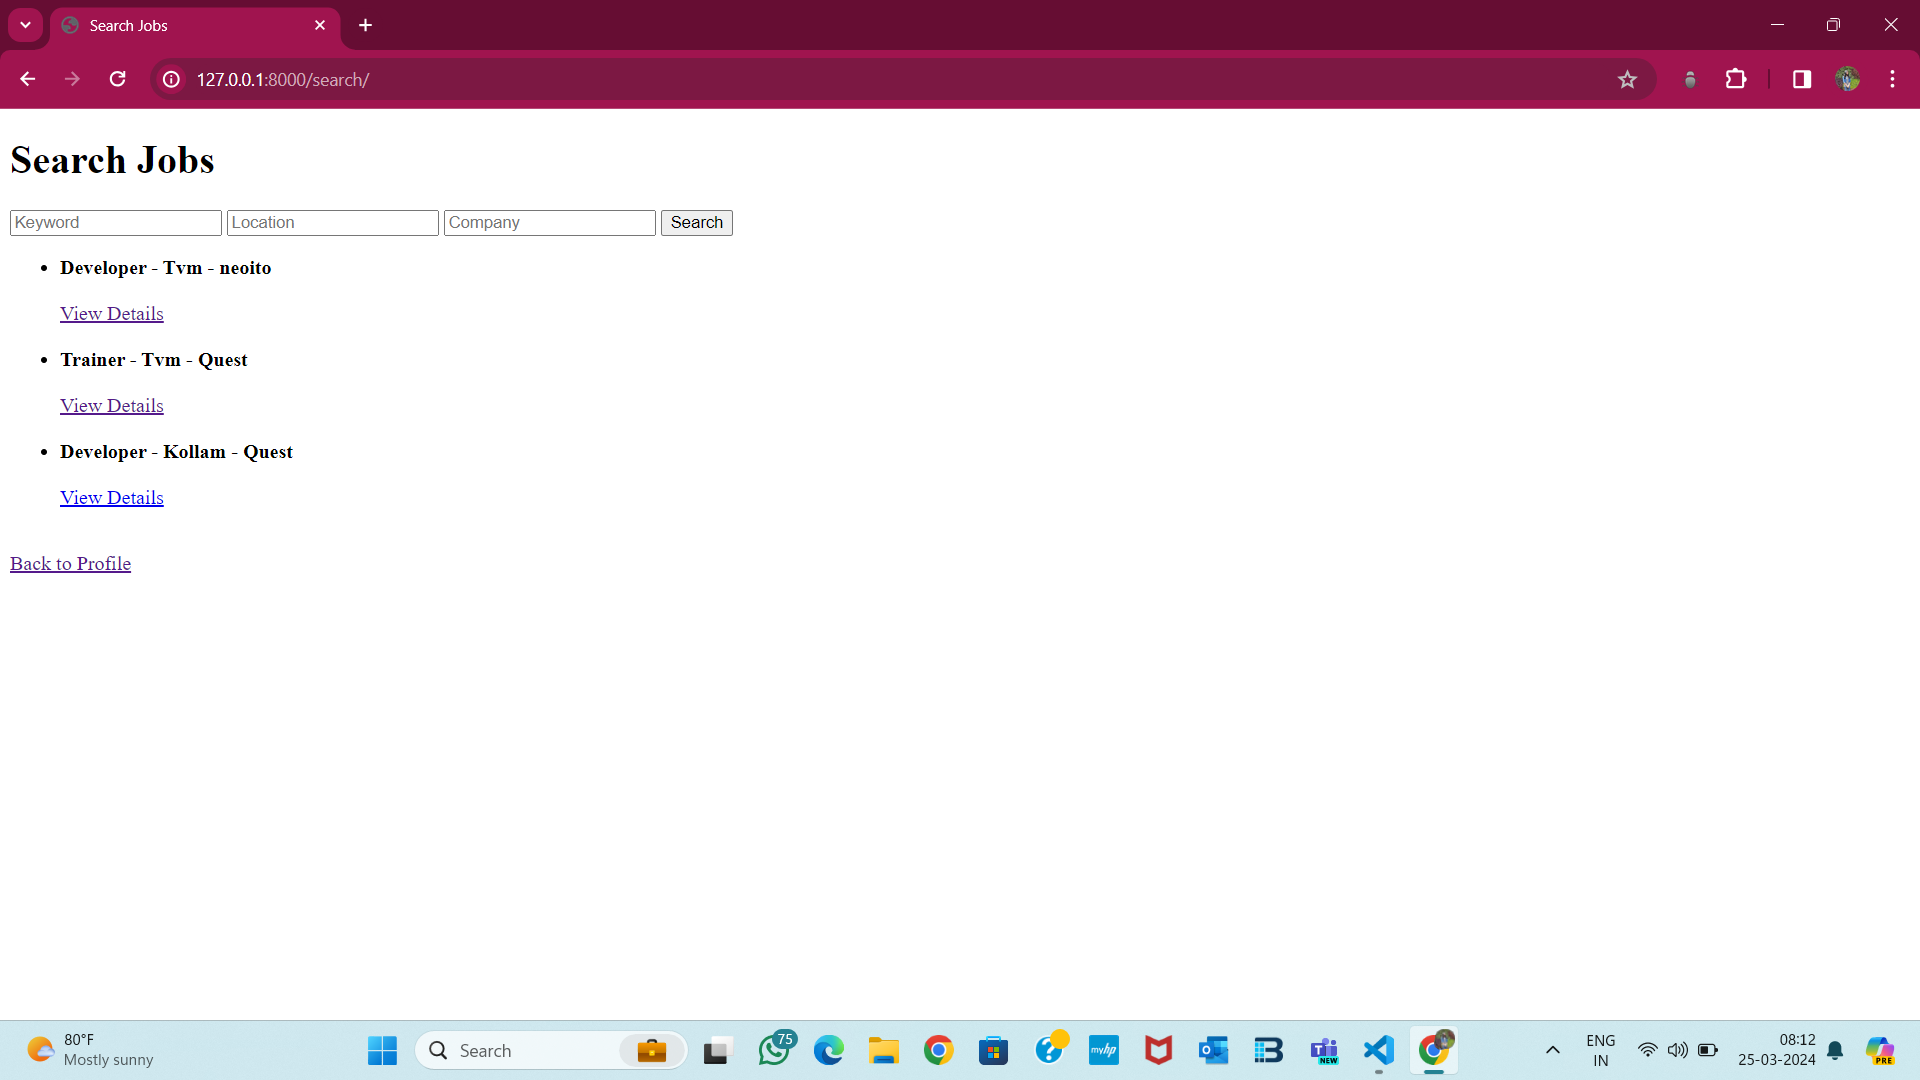 Search Jobs
127.0.0.1:8000/search/
Search Jobs
Keyword Location Company Search
Developer - Tvm - neoito
View Details
Trainer - Tvm - Quest
View Details
Developer - Kollam - Quest
View Details
Back to Profile
80°F
Mostly sunny
Search
75
myhp
NEW
ENG
IN
08:12
25-03-2024
PRE